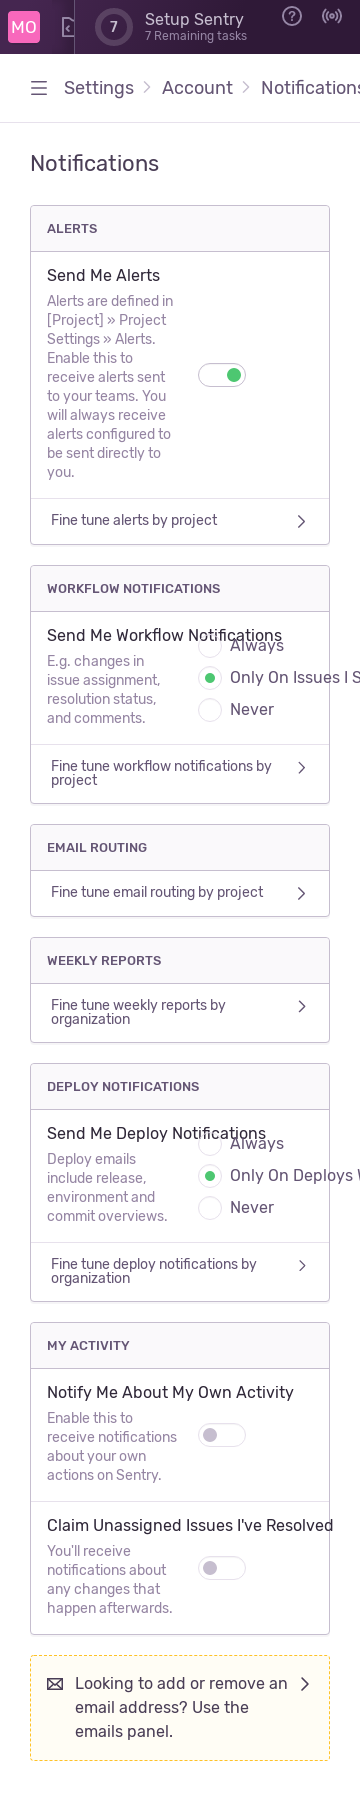 MO
7
Setup Sentry
7 Remaining tasks
Settings
Account
Notifications
Notifications
ALERTS
Send Me Alerts
Alerts are defined in
[Project] » Project
Settings » Alerts.
Enable this to
receive alerts sent
to your teams. You
will always receive
alerts configured to
be sent directly to
you.
Fine tune alerts by project
WORKFLOW NOTIFICATIONS
Send Me Workflow Notifications
E.g. changes in
issue assignment,
resolution status,
and comments.
Always
Only On Issues I S
Never
Fine tune workflow notifications by
project
EMAIL ROUTING
Fine tune email routing by project
WEEKLY REPORTS
Fine tune weekly reports by
organization
DEPLOY NOTIFICATIONS
Send Me Deploy Notifications
Deploy emails
include release,
environment and
commit overviews.
Always
Only On Deploys W
Never
Fine tune deploy notifications by
organization
MY ACTIVITY
Notify Me About My Own Activity
Enable this to
receive notifications
about your own
actions on Sentry.
Claim Unassigned Issues I've Resolved
You'll receive
notifications about
any changes that
happen afterwards.
Looking to add or remove an
email address? Use the
emails panel.